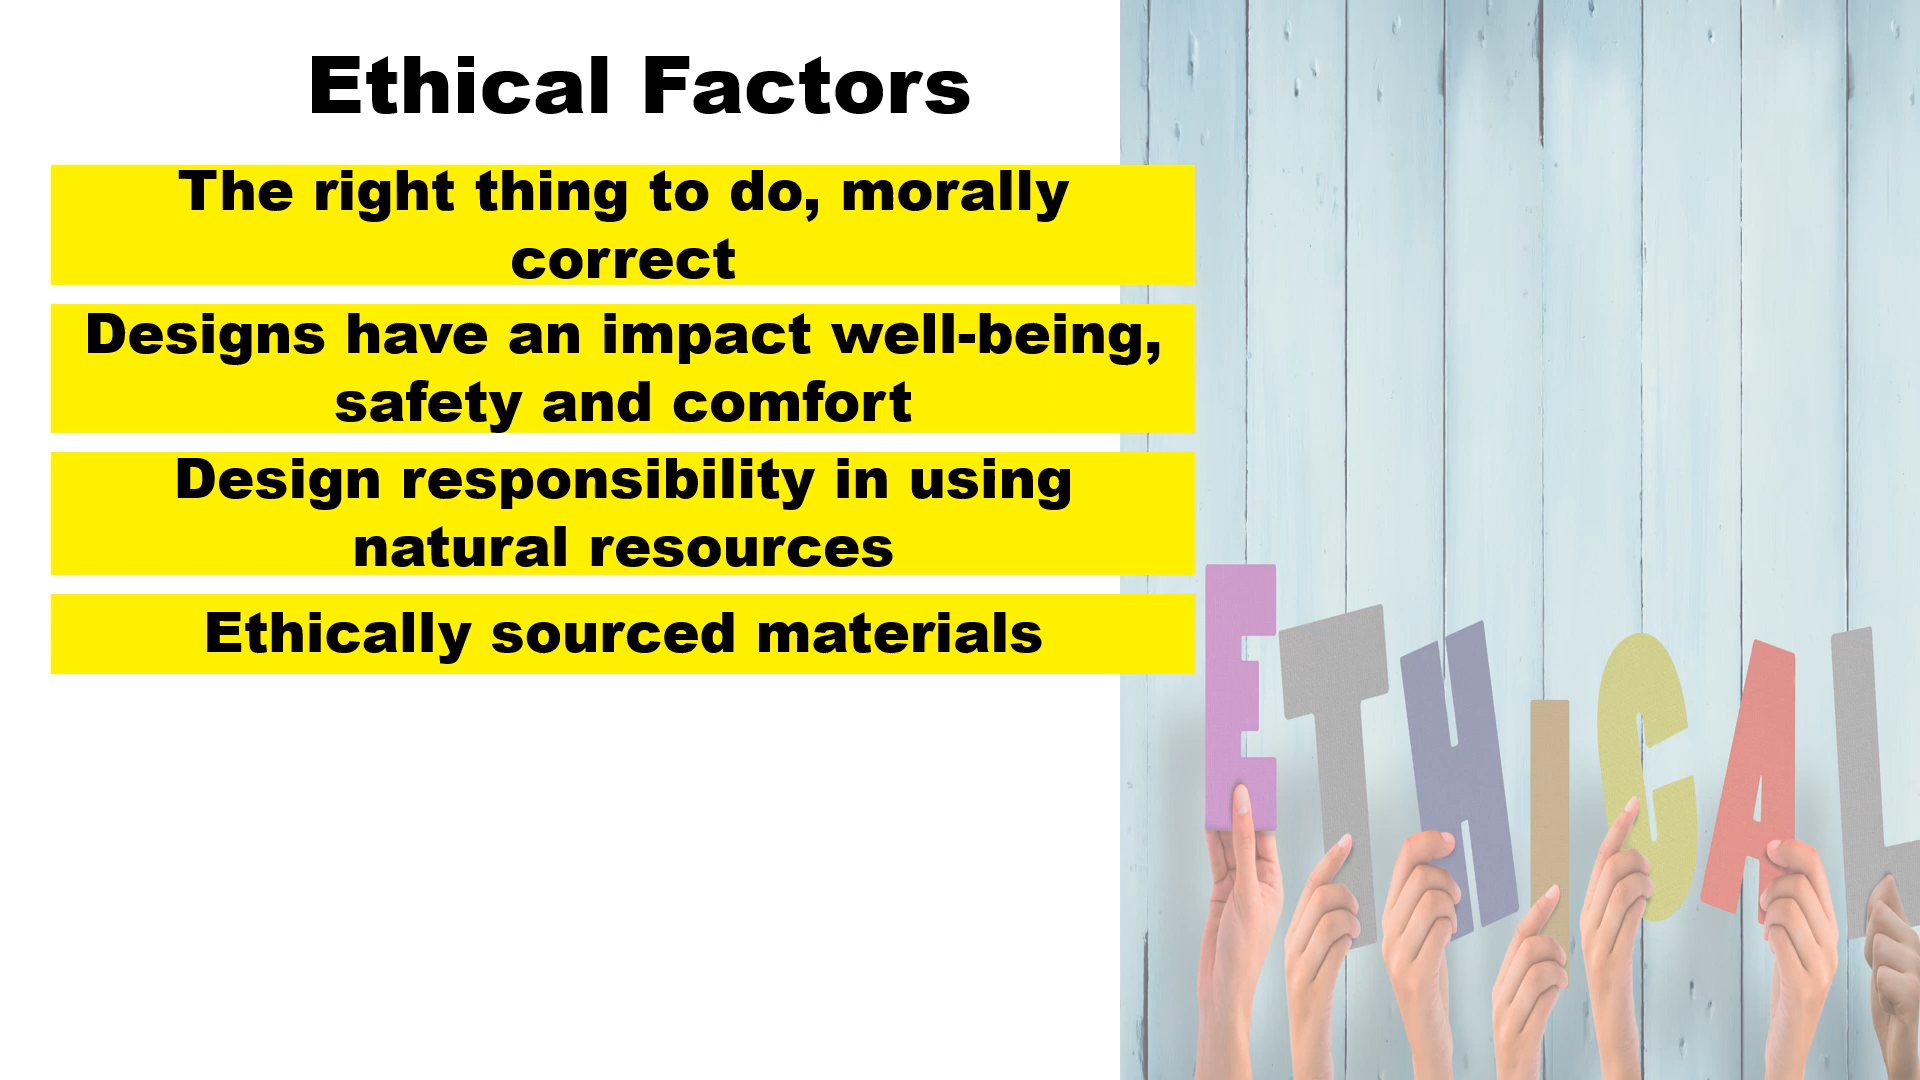 Ethical Factors
The right thing to do, morally
correct
Designs have an impact well-being,
safety and comfort
Design responsibility in using
natural resources
Ethically sourced materials
ETHICAL